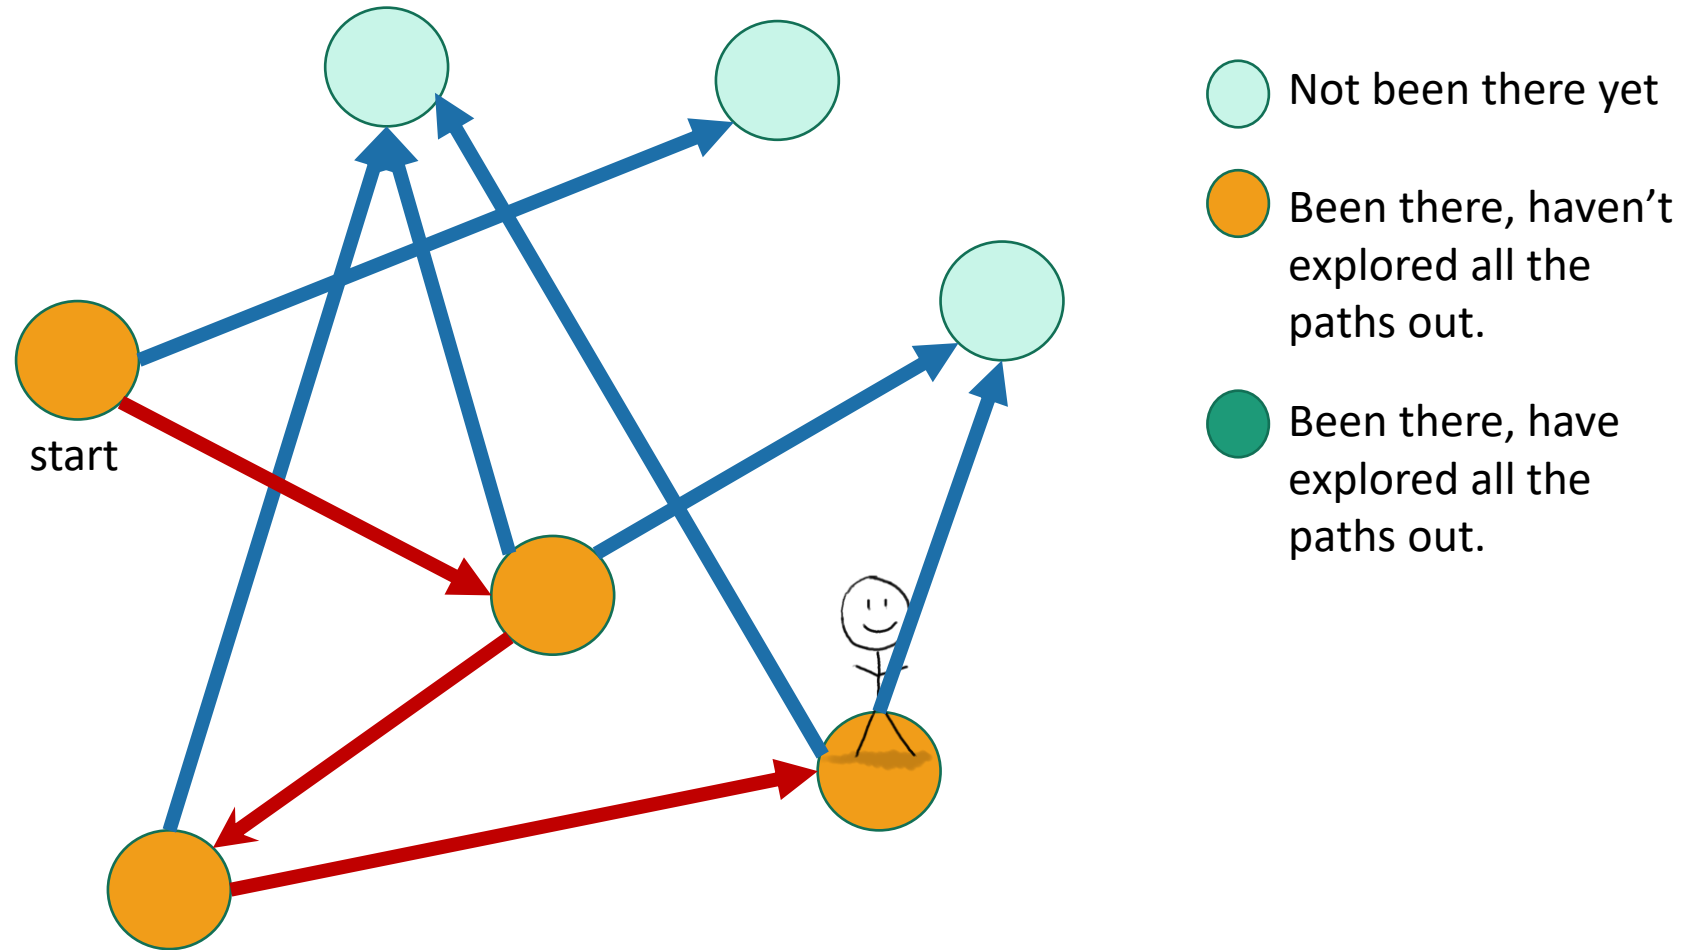 start
Not been there yet
Been there, haven’t
explored all the
paths out.
Been there, have
explored all the
paths out.